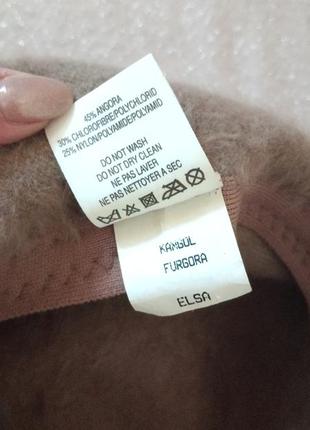 45% ANGORA
30% CHLOROFIBRE/POLYCHLORID
25% NYLON/POLYAMIDE/POLYAMID
DO NOT WASH
DO NOT DRY CLEAN
NE PAS LAVER
NE PAS NETTOYER A SEC
KANGOL
FURGORA
ELSA